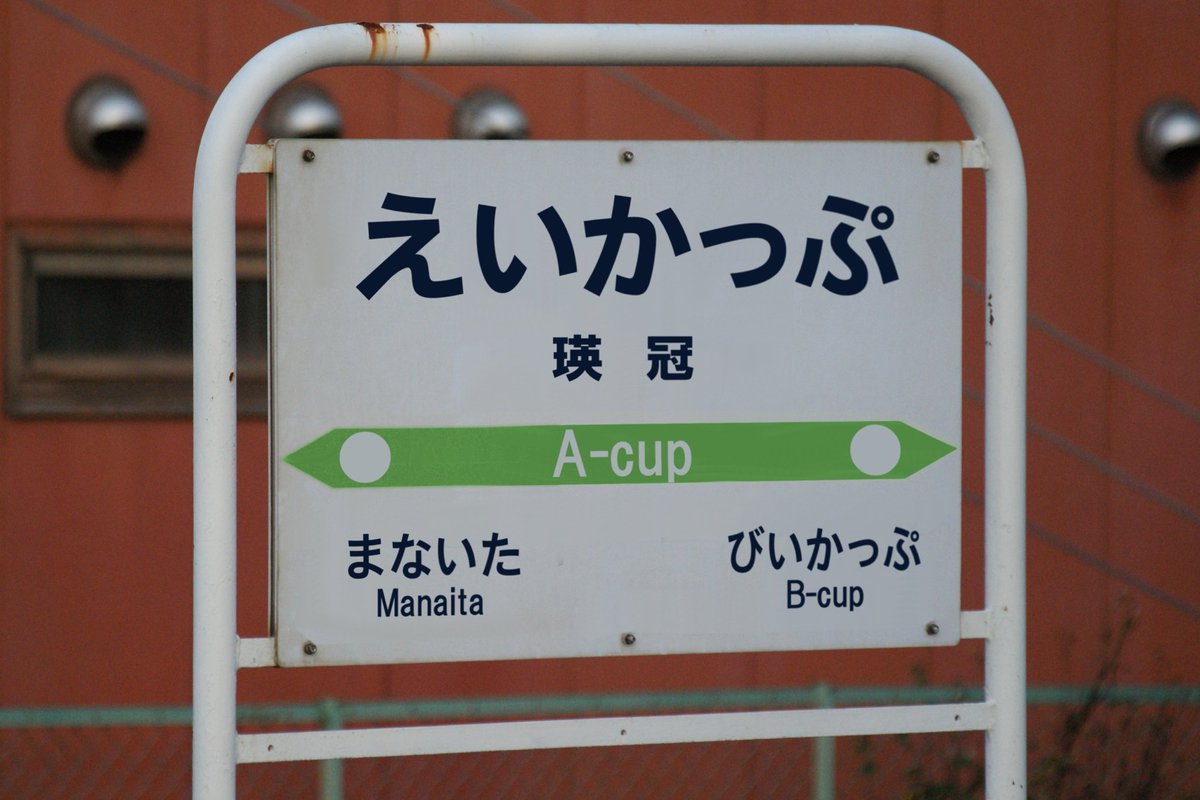 えいかっぷ
瑛冠
A-cup
まないた
Manaita
びいかっぷ
B-cup